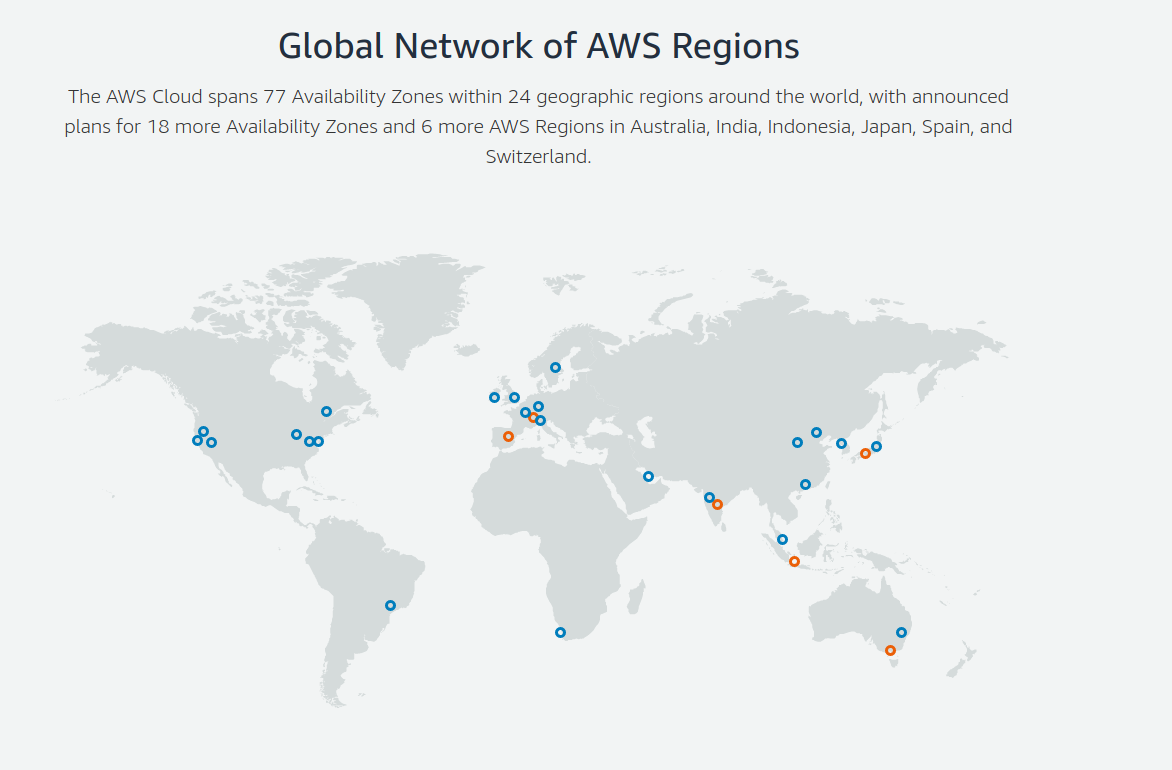 Global Network of AWS Regions
The AWS Cloud spans 77 Availability Zones within 24 geographic regions around the world, with announced
plans for 18 more Availability Zones and 6 more AWS Regions in Australia, India, Indonesia, Japan, Spain, and
Switzerland.